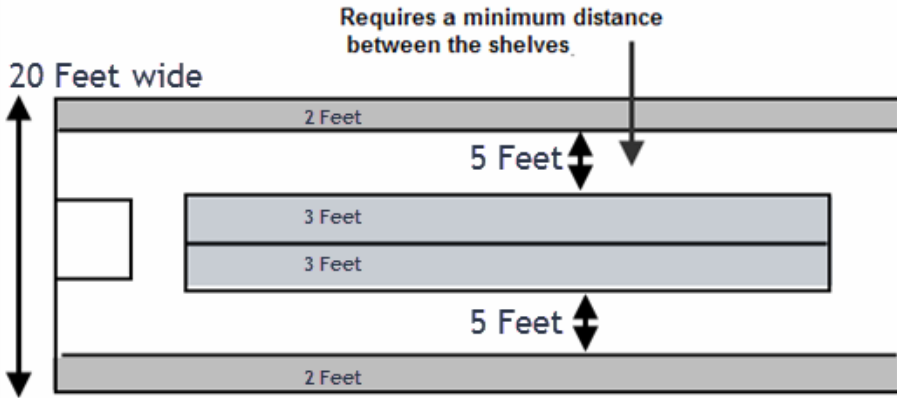 Requires a minimum distance
between the shelves
20 Feet wide
2 Feet
5 Feet
3 Feet
3 Feet
5 Feet
2 Feet